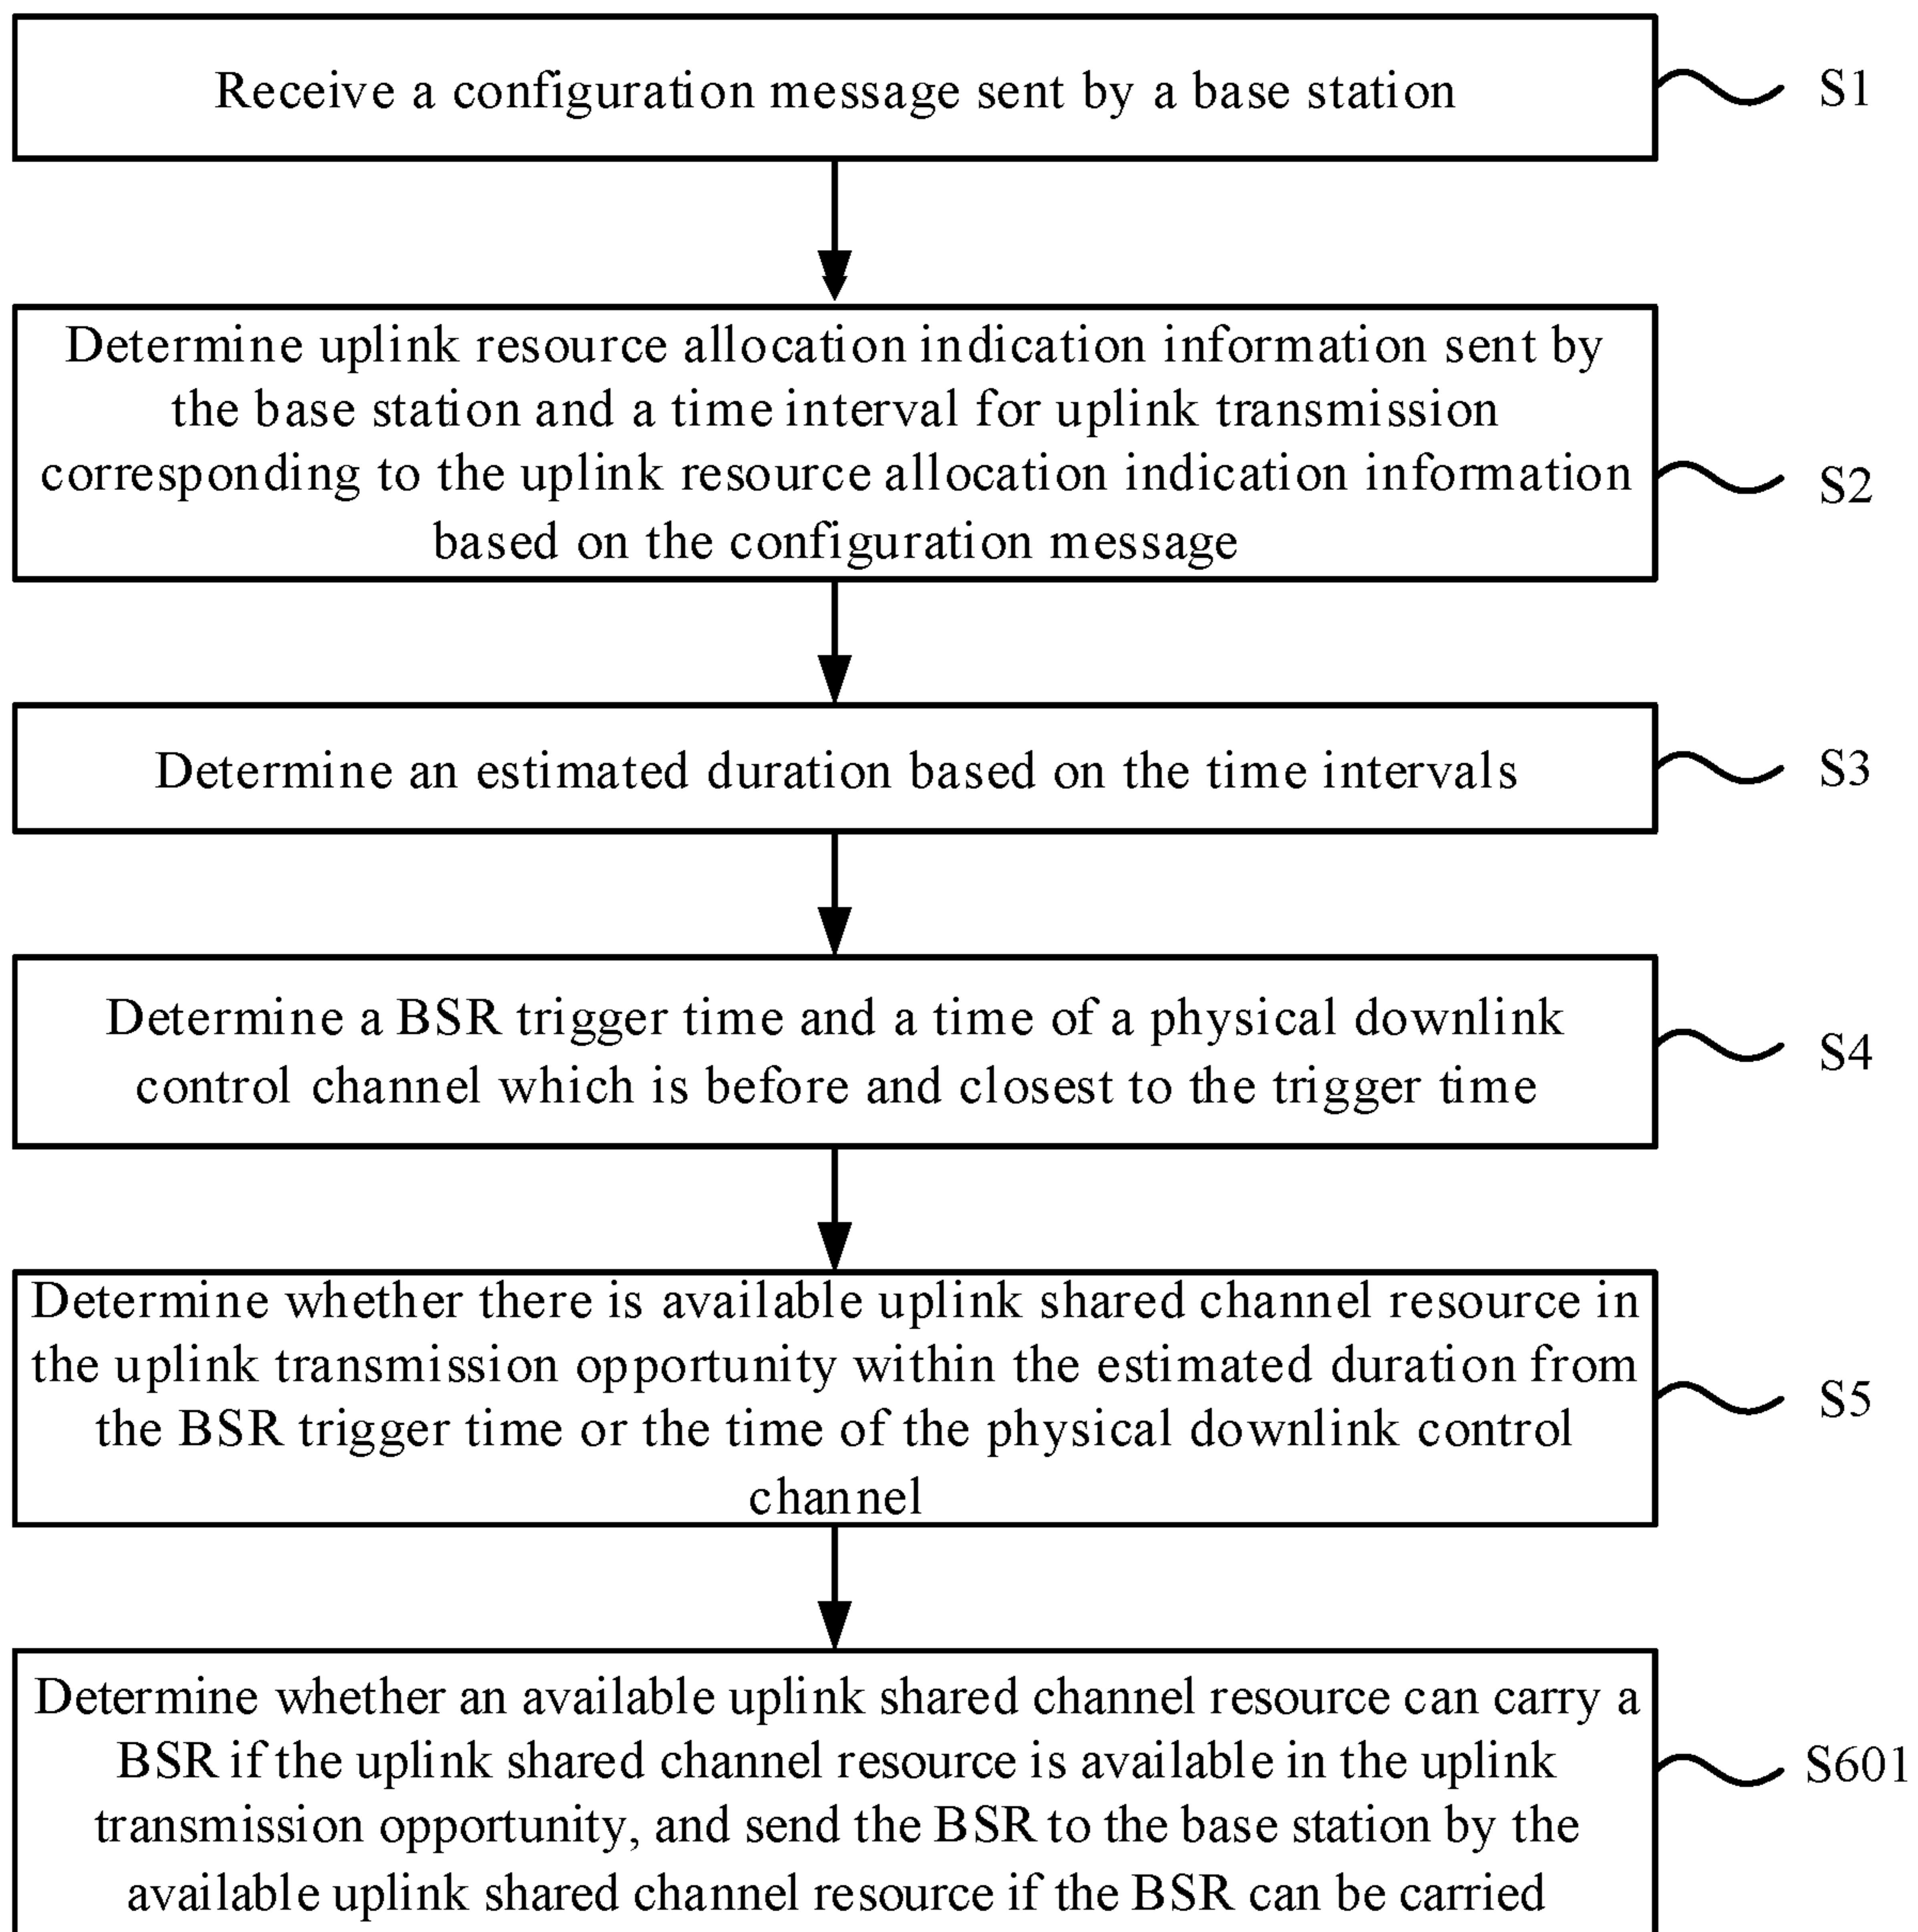 Receive a configuration message sent by a base station
S1
Determine uplink resource allocation indication information sent by
the base station and a time interval for uplink transmission
corresponding to the uplink resource allocation indication information
based on the configuration message
S2
Determine an estimated duration based on the time intervals
S3
Determine a BSR trigger time and a time of a physical downlink
control channel which is before and closest to the trigger time
S4
Determine whether there is available uplink shared channel resource in
the uplink transmission opportunity within the estimated duration from
the BSR trigger time or the time of the physical downlink control
channel
S5
Determine whether an available uplink shared channel resource can carry a
BSR if the uplink shared channel resource is available in the uplink
transmission opportunity, and send the BSR to the base station by the
available uplink shared channel resource if the BSR can be carried
S601